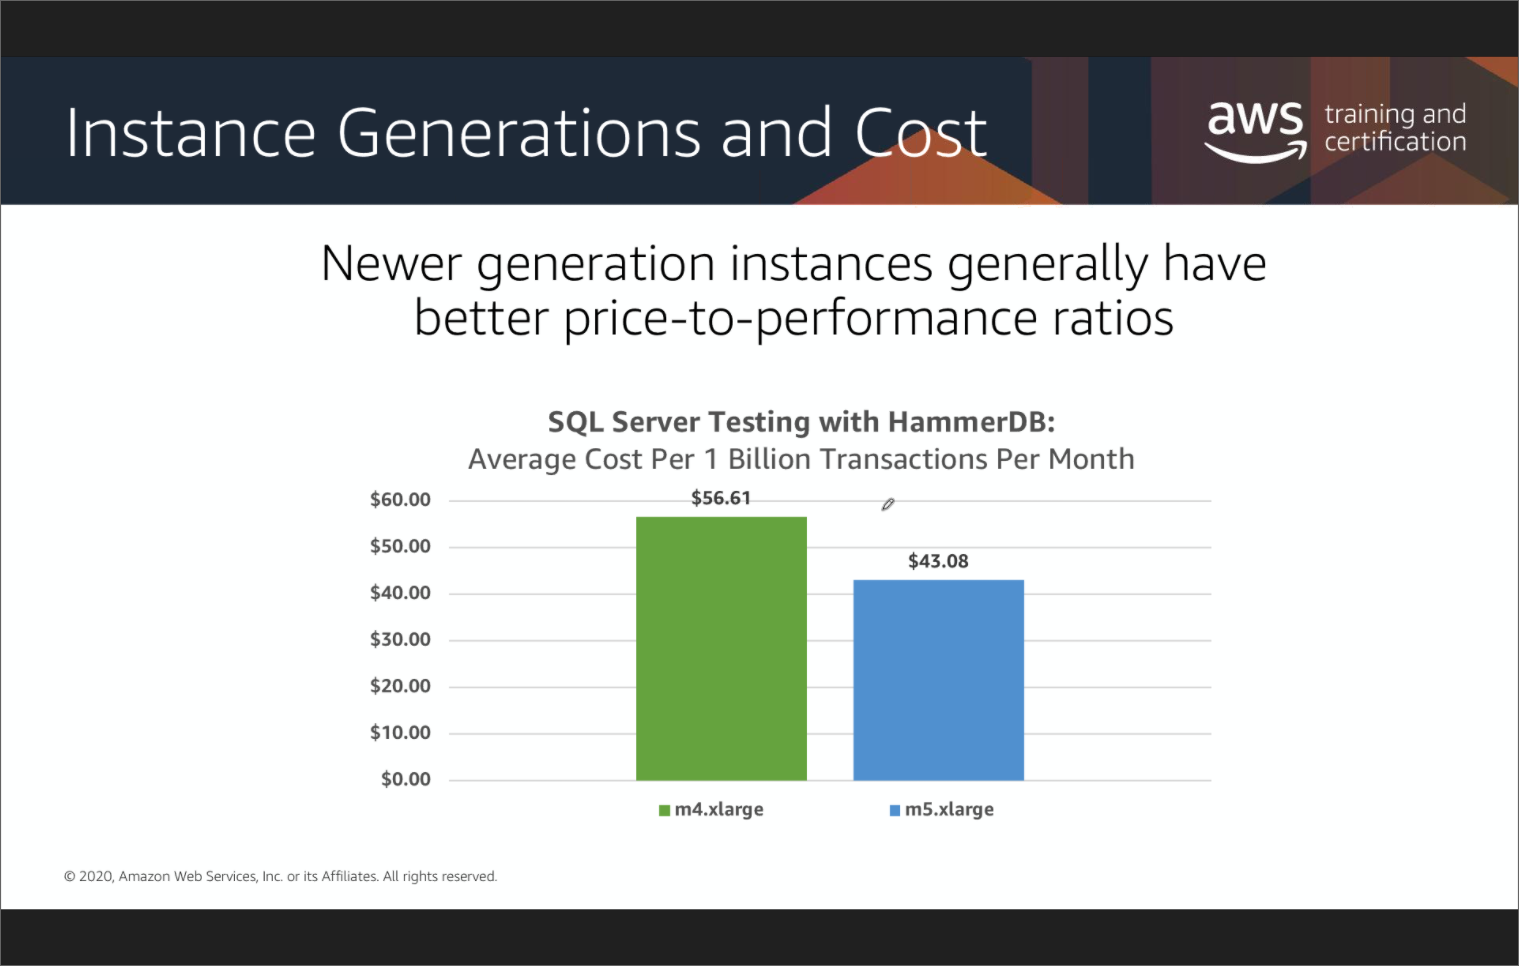 Instance Generations and Cost
aws
training and
certification
Newer generation instances generally have
better price-to-performance ratios
SQL Server Testing with HammerDB:
Average Cost Per 1 Billion Transactions Per Month
$60.00
$56.61
$50.00
$43.08
$40.00
$30.00
$20.00
$10.00
$0.00
m4.xlarge
m5.xlarge
© 2020, Amazon Web Services, Inc. or its Affiliates. All rights reserved.